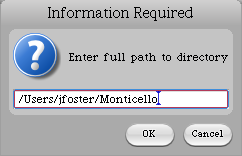 Information Required
Enter full path to directory
/Users/jfoster/Monticello
OK
Cancel